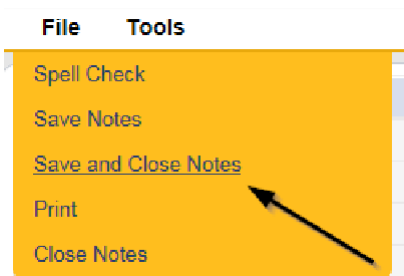 File Tools
Spell Check
Save Notes
Save and Close Notes
Print
Close Notes